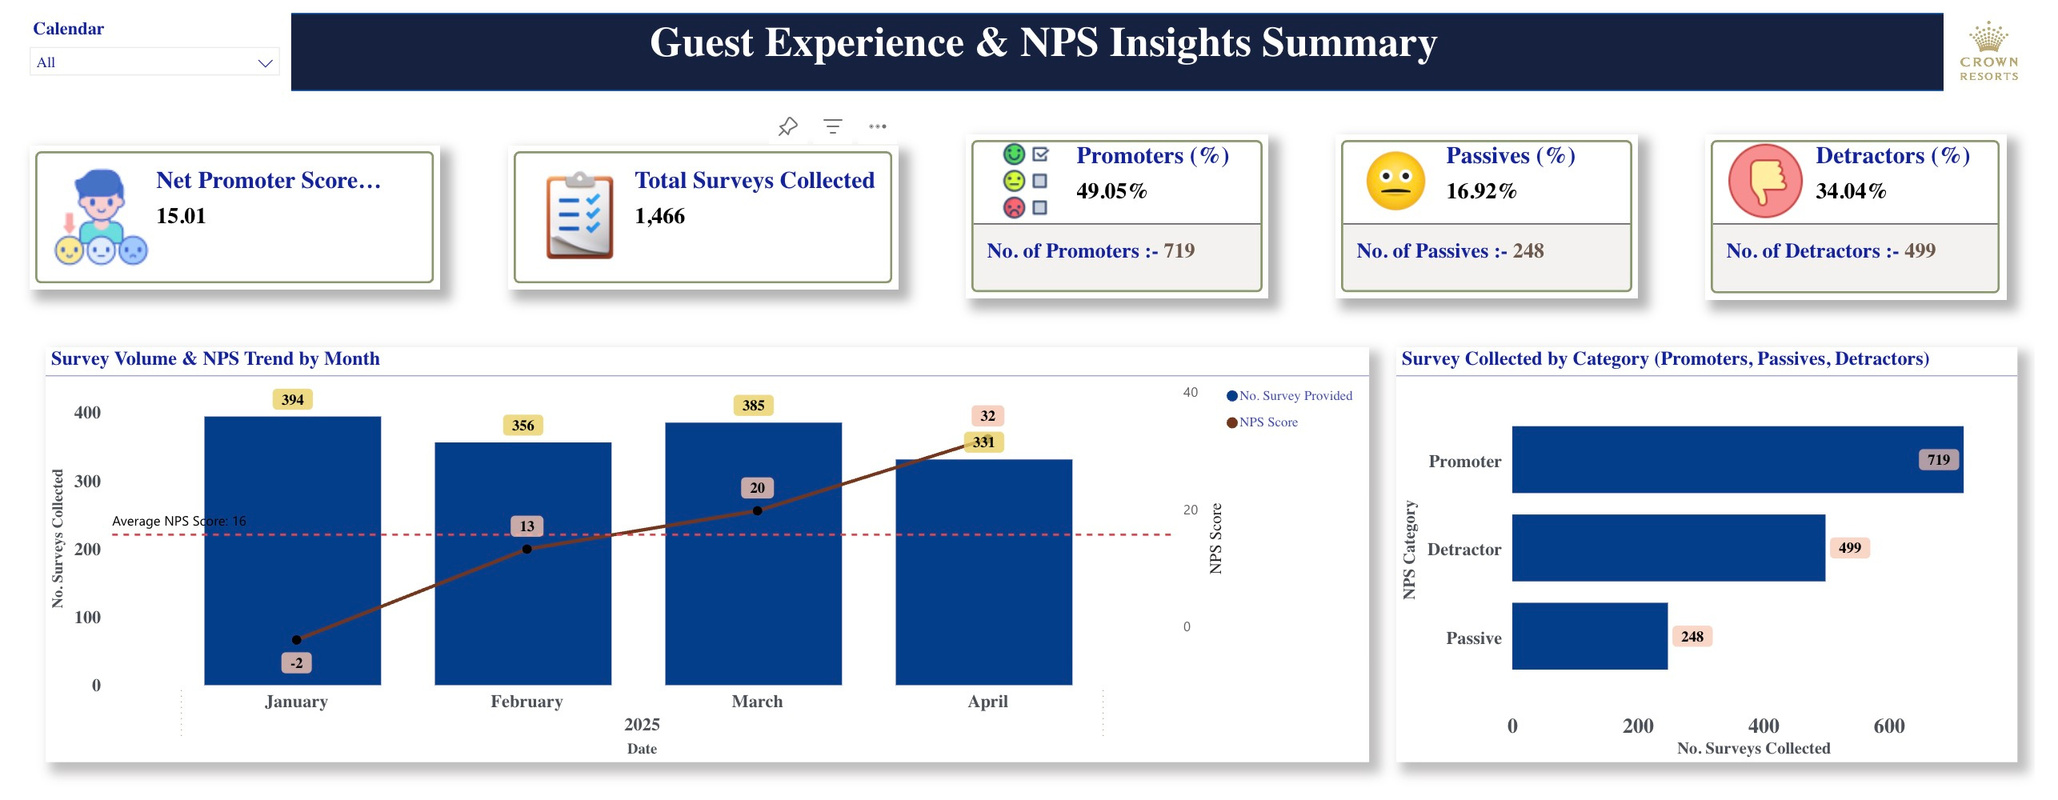 Calendar
All
Guest Experience & NPS Insights Summary
CROWN
RESORTS
Net Promoter Score...
15.01
Total Surveys Collected
1,466
Promoters (%)
49.05%
No. of Promoters :- 719
Passives (%)
16.92%
No. of Passives :- 248
Detractors (%)
34.04%
No. of Detractors :- 499
Survey Volume & NPS Trend by Month
No. Surveys Collected
400
300
200
100
0
Average NPS Score: 16
394
356
385
331
-2
13
20
32
January
February
March
April
2025
Date
40
20
0
NPS Score
No. Survey Provided
NPS Score
Survey Collected by Category (Promoters, Passives, Detractors)
NPS Category
Promoter
719
Detractor
499
Passive
248
0
200
400
600
No. Surveys Collected